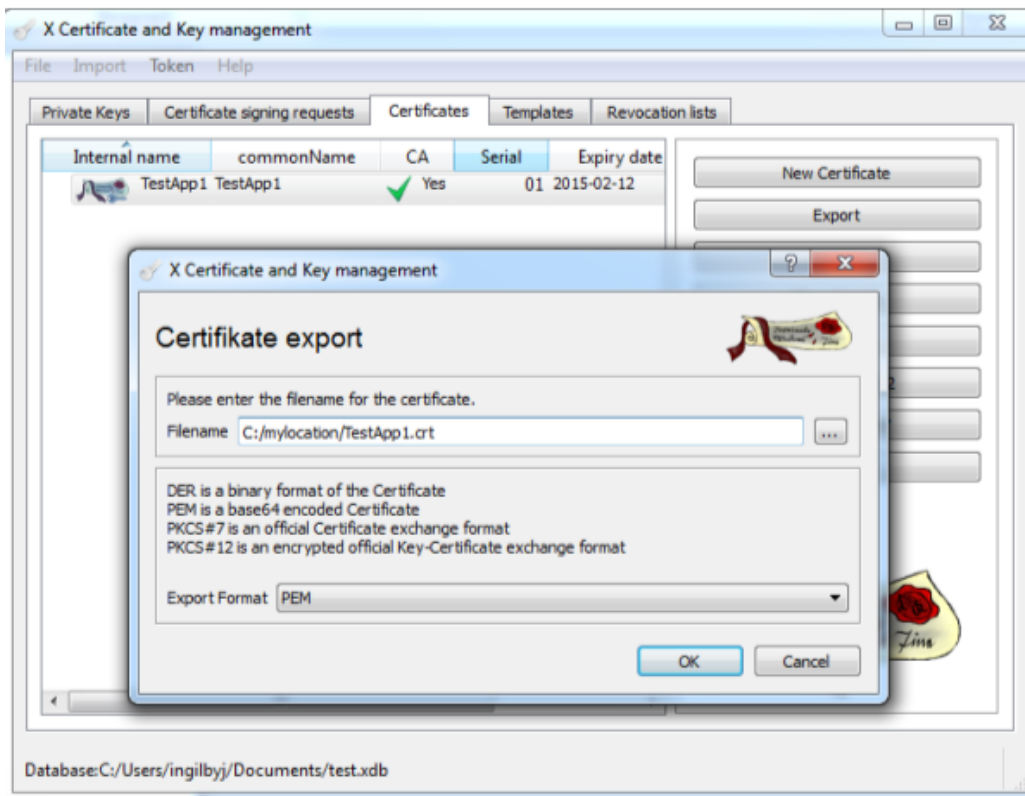 X Certificate and Key management
File Import Token Help
Private Keys Certificate signing requests Certificates Templates Revocation lists
Internal name commonName CA Serial Expiry date
TestApp1 TestApp1 Yes 01 2015-02-12
New Certificate
Export
X Certificate and Key management
Certifikate export
Please enter the filename for the certificate.
Filename C:/mylocation/TestApp1.crt ...
DER is a binary format of the Certificate
PEM is a base64 encoded Certificate
PKCS#7 is an official Certificate exchange format
PKCS#12 is an encrypted official Key-Certificate exchange format
Export Format PEM
OK Cancel
Database:C:/Users/ingilbyj/Documents/test.xdb